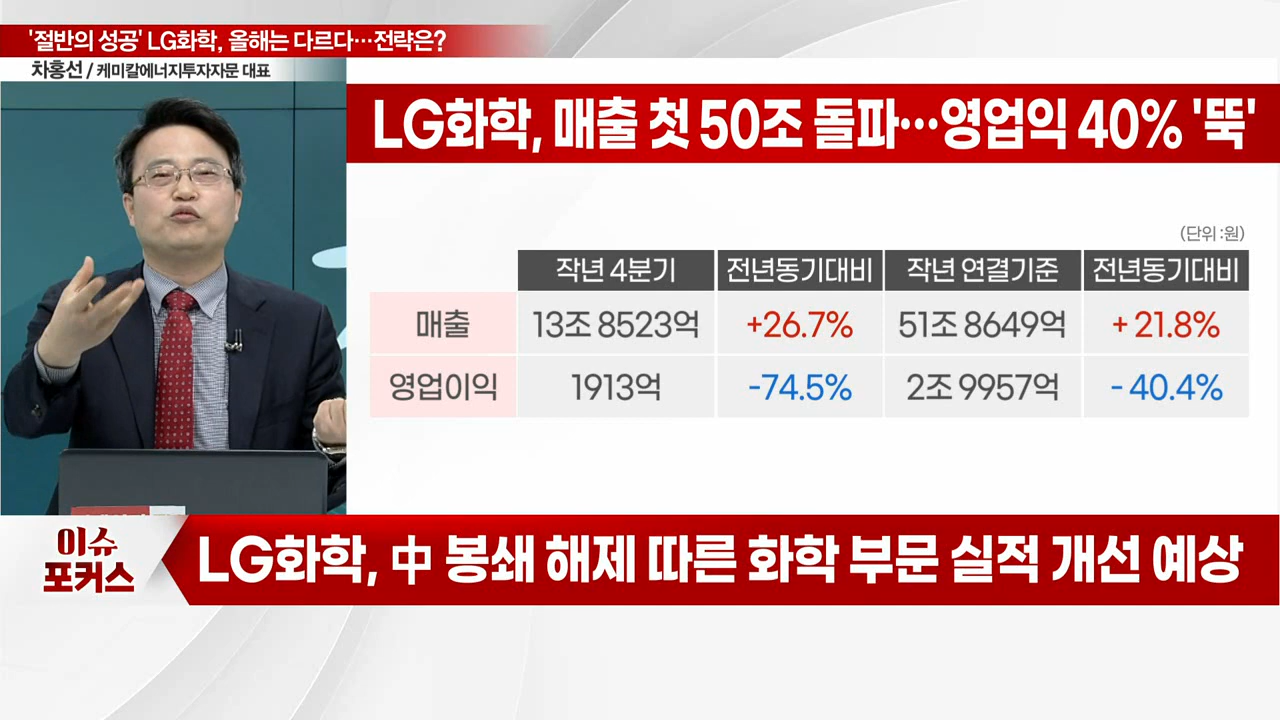 '절반의 성공' LG화학, 올해는 다르다…전략은?
차홍선 / 케미칼에너지투자자문 대표
LG화학, 매출 첫 50조 돌파…영업익 40% '뚝'
(단위:원)
작년 4분기 전년동기대비 작년 연결기준 전년동기대비
매출 13조 8523억 +26.7% 51조 8649억 + 21.8%
영업이익 1913억 -74.5% 2조 9957억 - 40.4%
이슈
포커스
LG화학, 中 봉쇄 해제 따른 화학 부문 실적 개선 예상